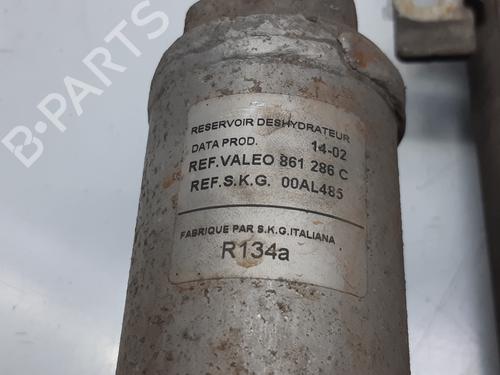 B-PARTS
RESERVOIR DESHYDRATEUR
DATA PROD. 14-02
REF.VALEO 861 286 C
REF.S.K.G. 00AL485
FABRIQUE PAR S.K.G.ITALIANA
R134a